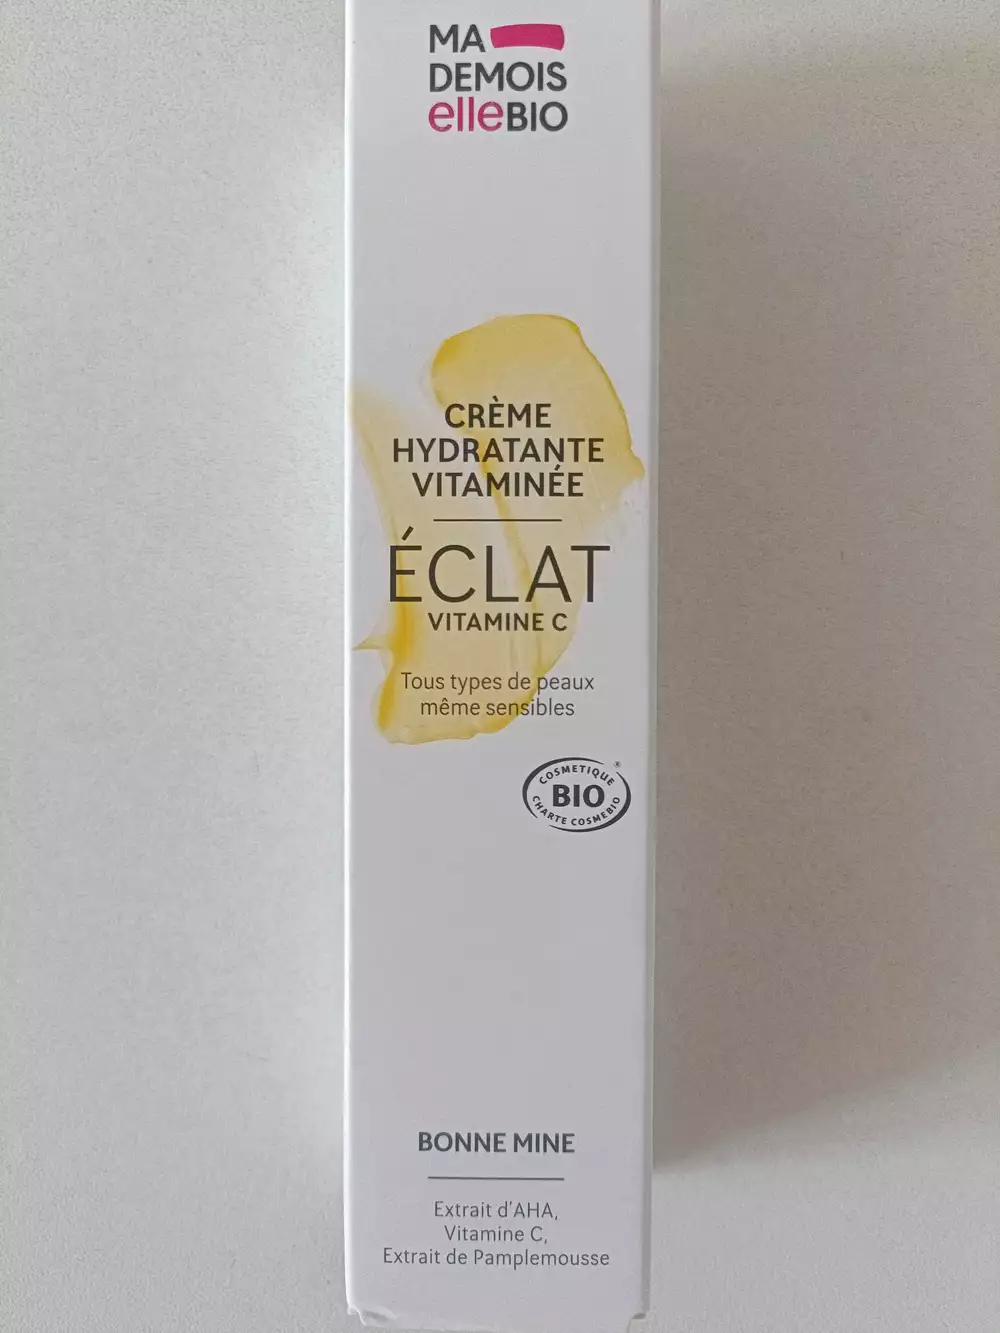 MA
DEMOIS
elleBIO
CRÈME
HYDRATANTE
VITAMINÉE
ÉCLAT
VITAMINE C
Tous types de peaux
même sensibles
COSMETIQUE ®
BIO
CHARTE COSMEBIO
BONNE MINE
Extrait d'AHA,
Vitamine C,
Extrait de Pamplemousse